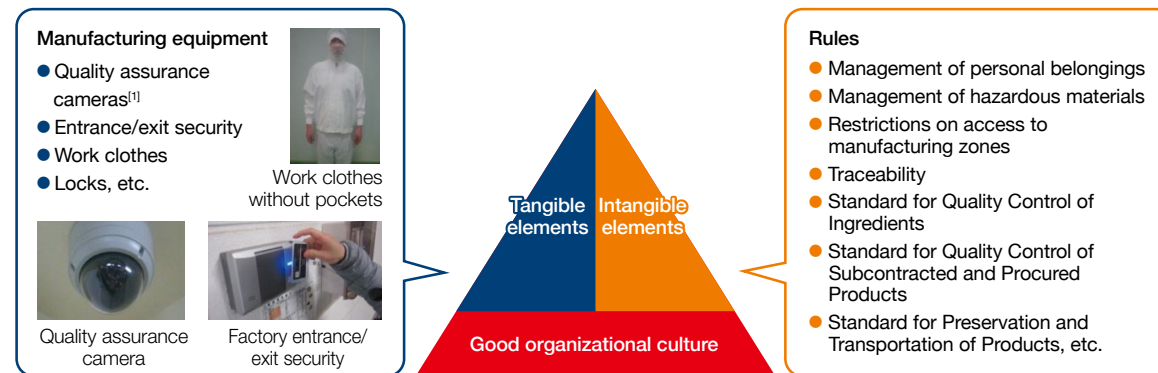 Manufacturing equipment
● Quality assurance
cameras[1]
● Entrance/exit security
● Work clothes
● Locks, etc.
Work clothes
without pockets
Quality assurance
camera
Factory entrance/
exit security
Tangible
elements
Intangible
elements
Good organizational culture
Rules
● Management of personal belongings
● Management of hazardous materials
● Restrictions on access to
manufacturing zones
● Traceability
● Standard for Quality Control of
Ingredients
● Standard for Quality Control of
Subcontracted and Procured
Products
● Standard for Preservation and
Transportation of Products, etc.